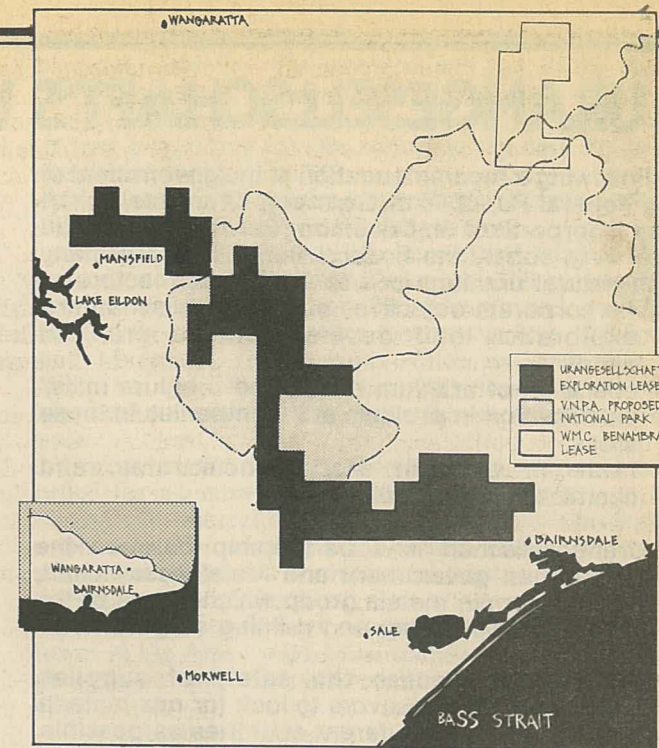 WANGARATTA
MANSFIELD
LAKE EILDON
URANGESELLSCHAFT
EXPLORATION LEASE
V.N.P.A. PROPOSED
NATIONAL PARK
W.M.C. BENAMBRA
LEASE
WANGARATTA
BAIRNSDALE
BAIRNSDALE
SALE
MORWELL
BASS STRAIT